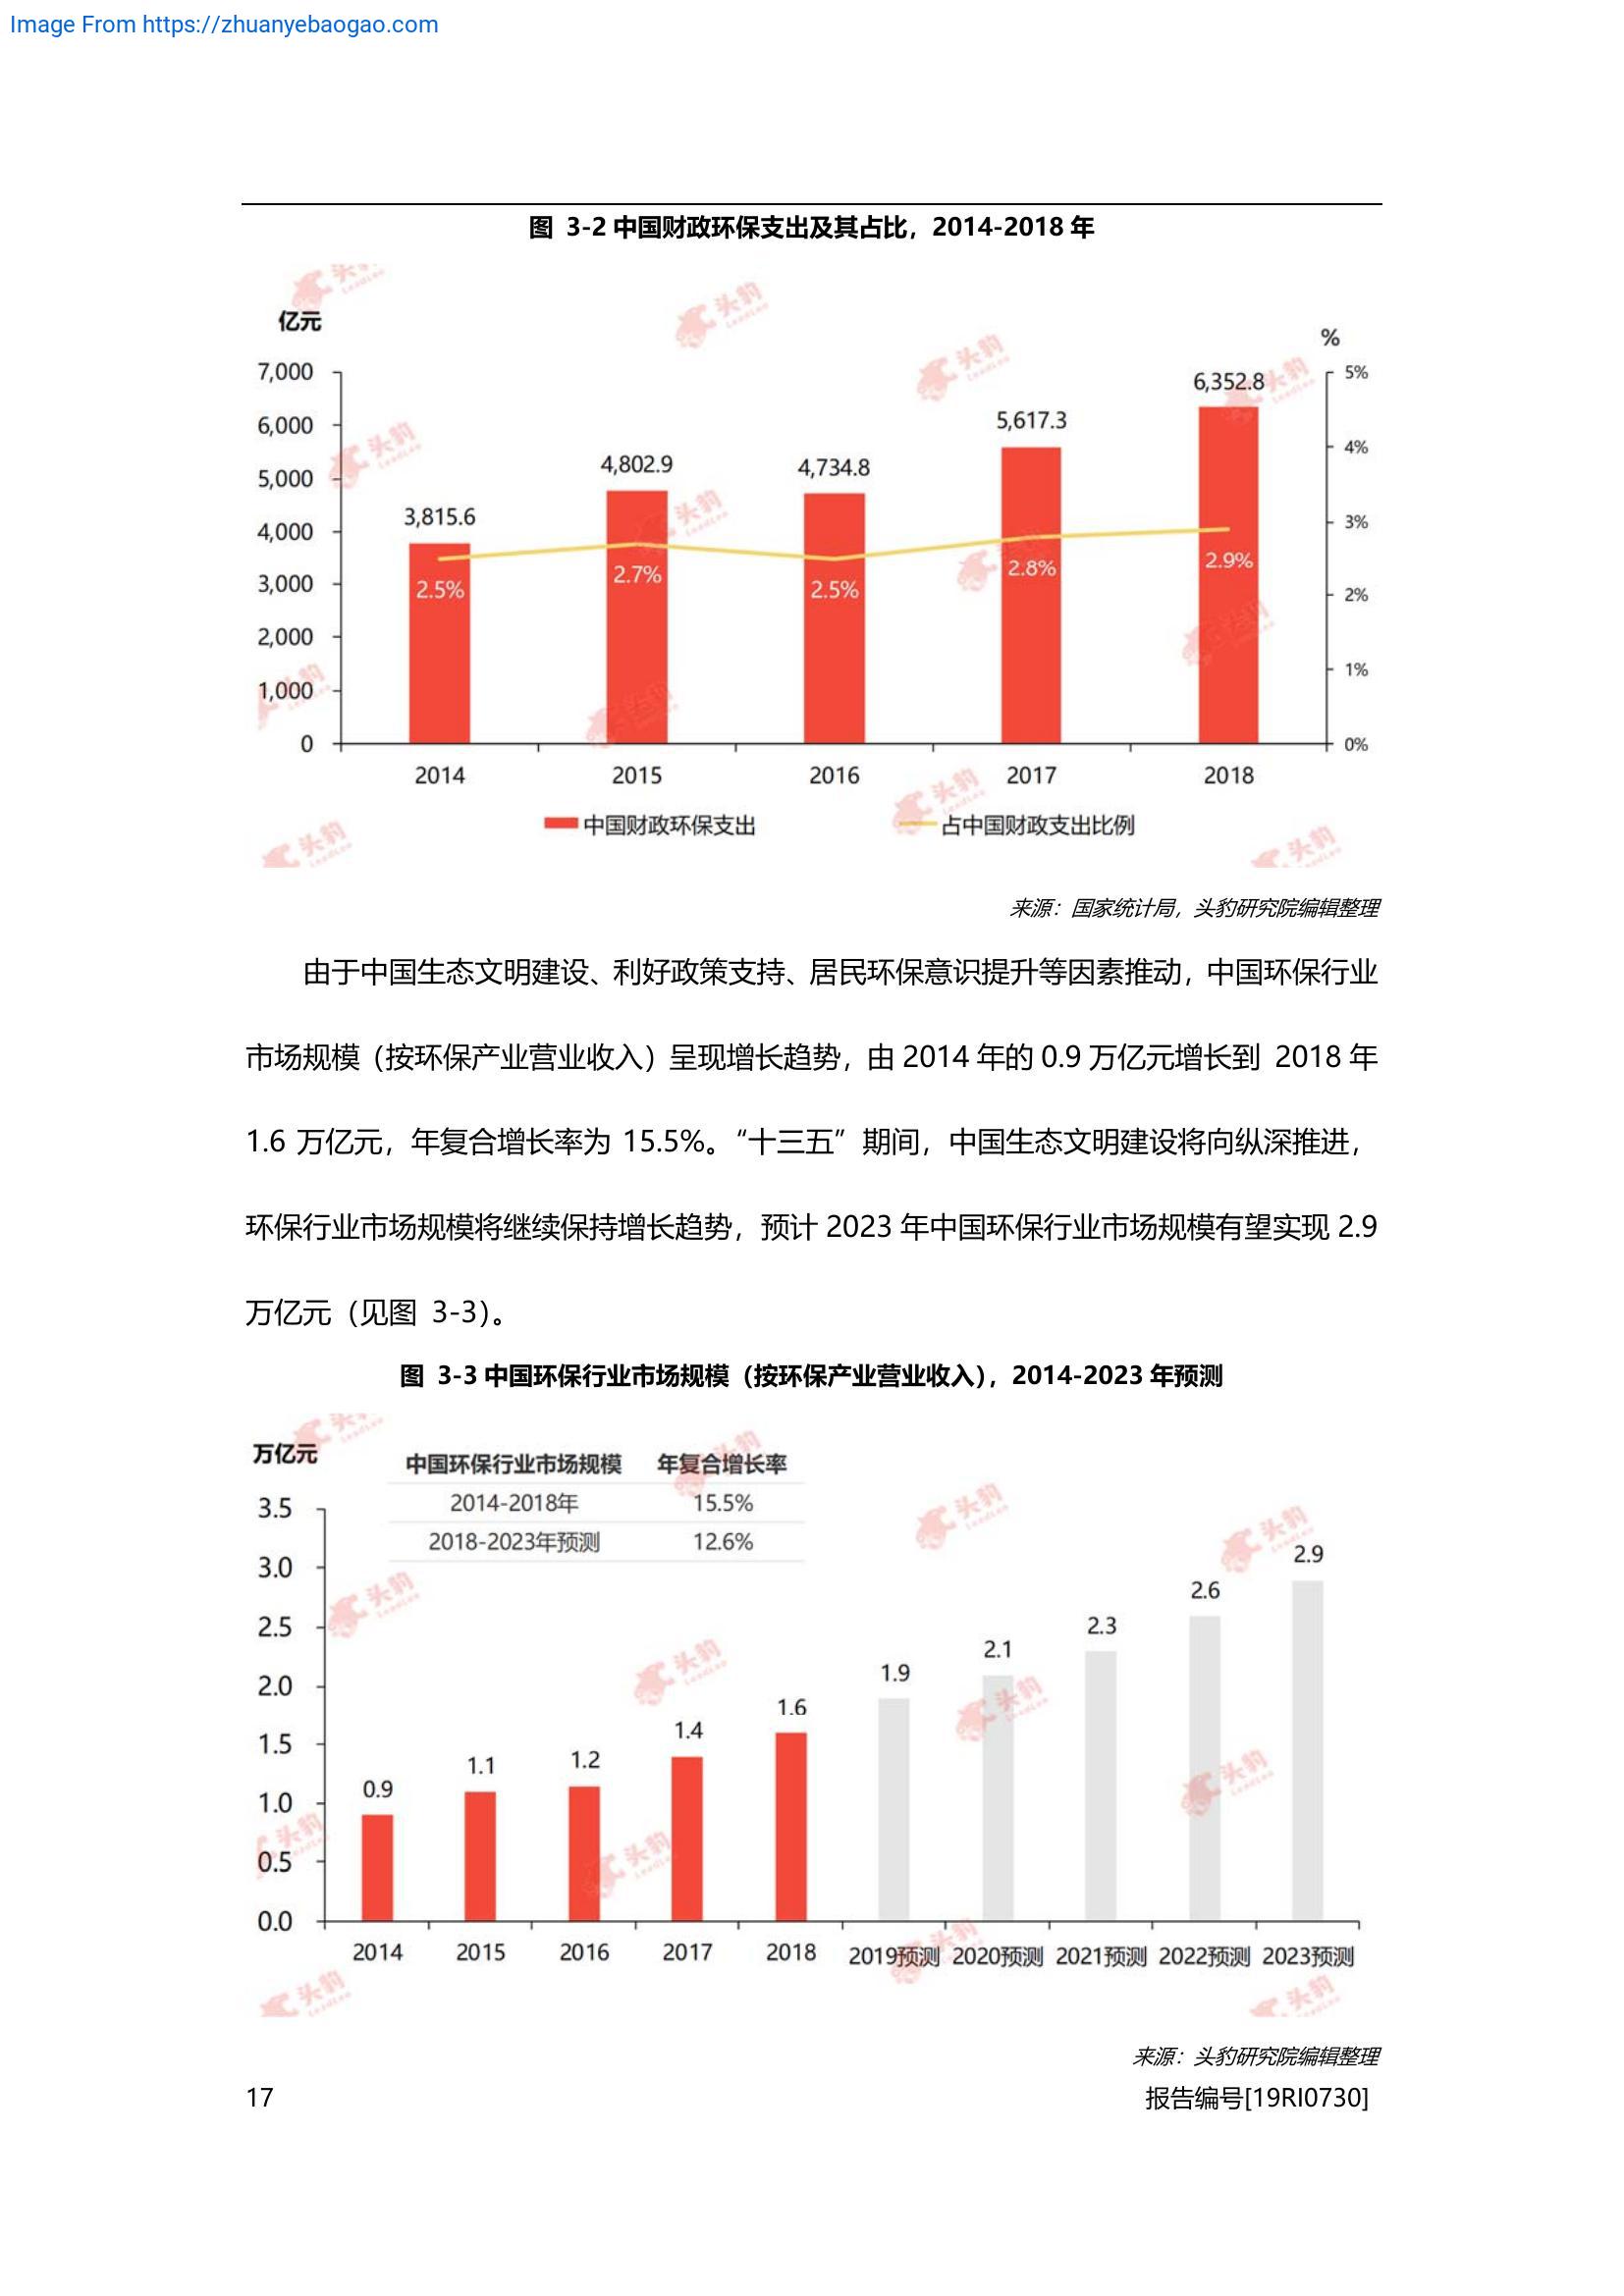 Image From https://zhuanyebaogao.com
图 3-2 中国财政环保支出及其占比，2014-2018 年
亿元
%
7,000
6,000
5,000
4,000
3,000
2,000
1,000
0
5%
4%
3%
2%
1%
0%
3,815.6
4,802.9
4,734.8
5,617.3
6,352.8
2.5%
2.7%
2.5%
2.8%
2.9%
2014 2015 2016 2017 2018
中国财政环保支出 占中国财政支出比例
来源：国家统计局，头豹研究院编辑整理
由于中国生态文明建设、利好政策支持、居民环保意识提升等因素推动，中国环保行业
市场规模（按环保产业营业收入）呈现增长趋势，由 2014 年的 0.9 万亿元增长到 2018 年
1.6 万亿元，年复合增长率为 15.5%。“十三五”期间，中国生态文明建设将向纵深推进，
环保行业市场规模将继续保持增长趋势，预计 2023 年中国环保行业市场规模有望实现 2.9
万亿元（见图 3-3）。
图 3-3 中国环保行业市场规模（按环保产业营业收入），2014-2023 年预测
万亿元
中国环保行业市场规模 年复合增长率
2014-2018年 15.5%
2018-2023年预测 12.6%
3.5
3.0
2.5
2.0
1.5
1.0
0.5
0.0
0.9
1.1
1.2
1.4
1.6
1.9
2.1
2.3
2.6
2.9
2014 2015 2016 2017 2018 2019预测 2020预测 2021预测 2022预测 2023预测
来源：头豹研究院编辑整理
17 报告编号[19RI0730]
头豹
LeadLeo